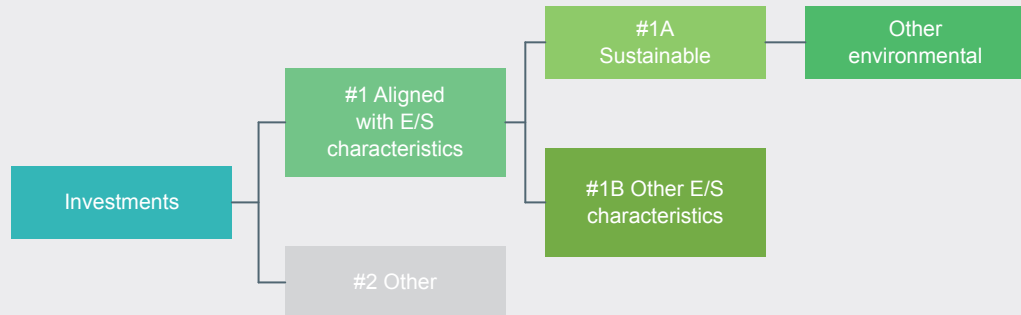 #1A
Sustainable
Other
environmental
#1 Aligned
with E/S
characteristics
Investments
#1B Other E/S
characteristics
#2 Other